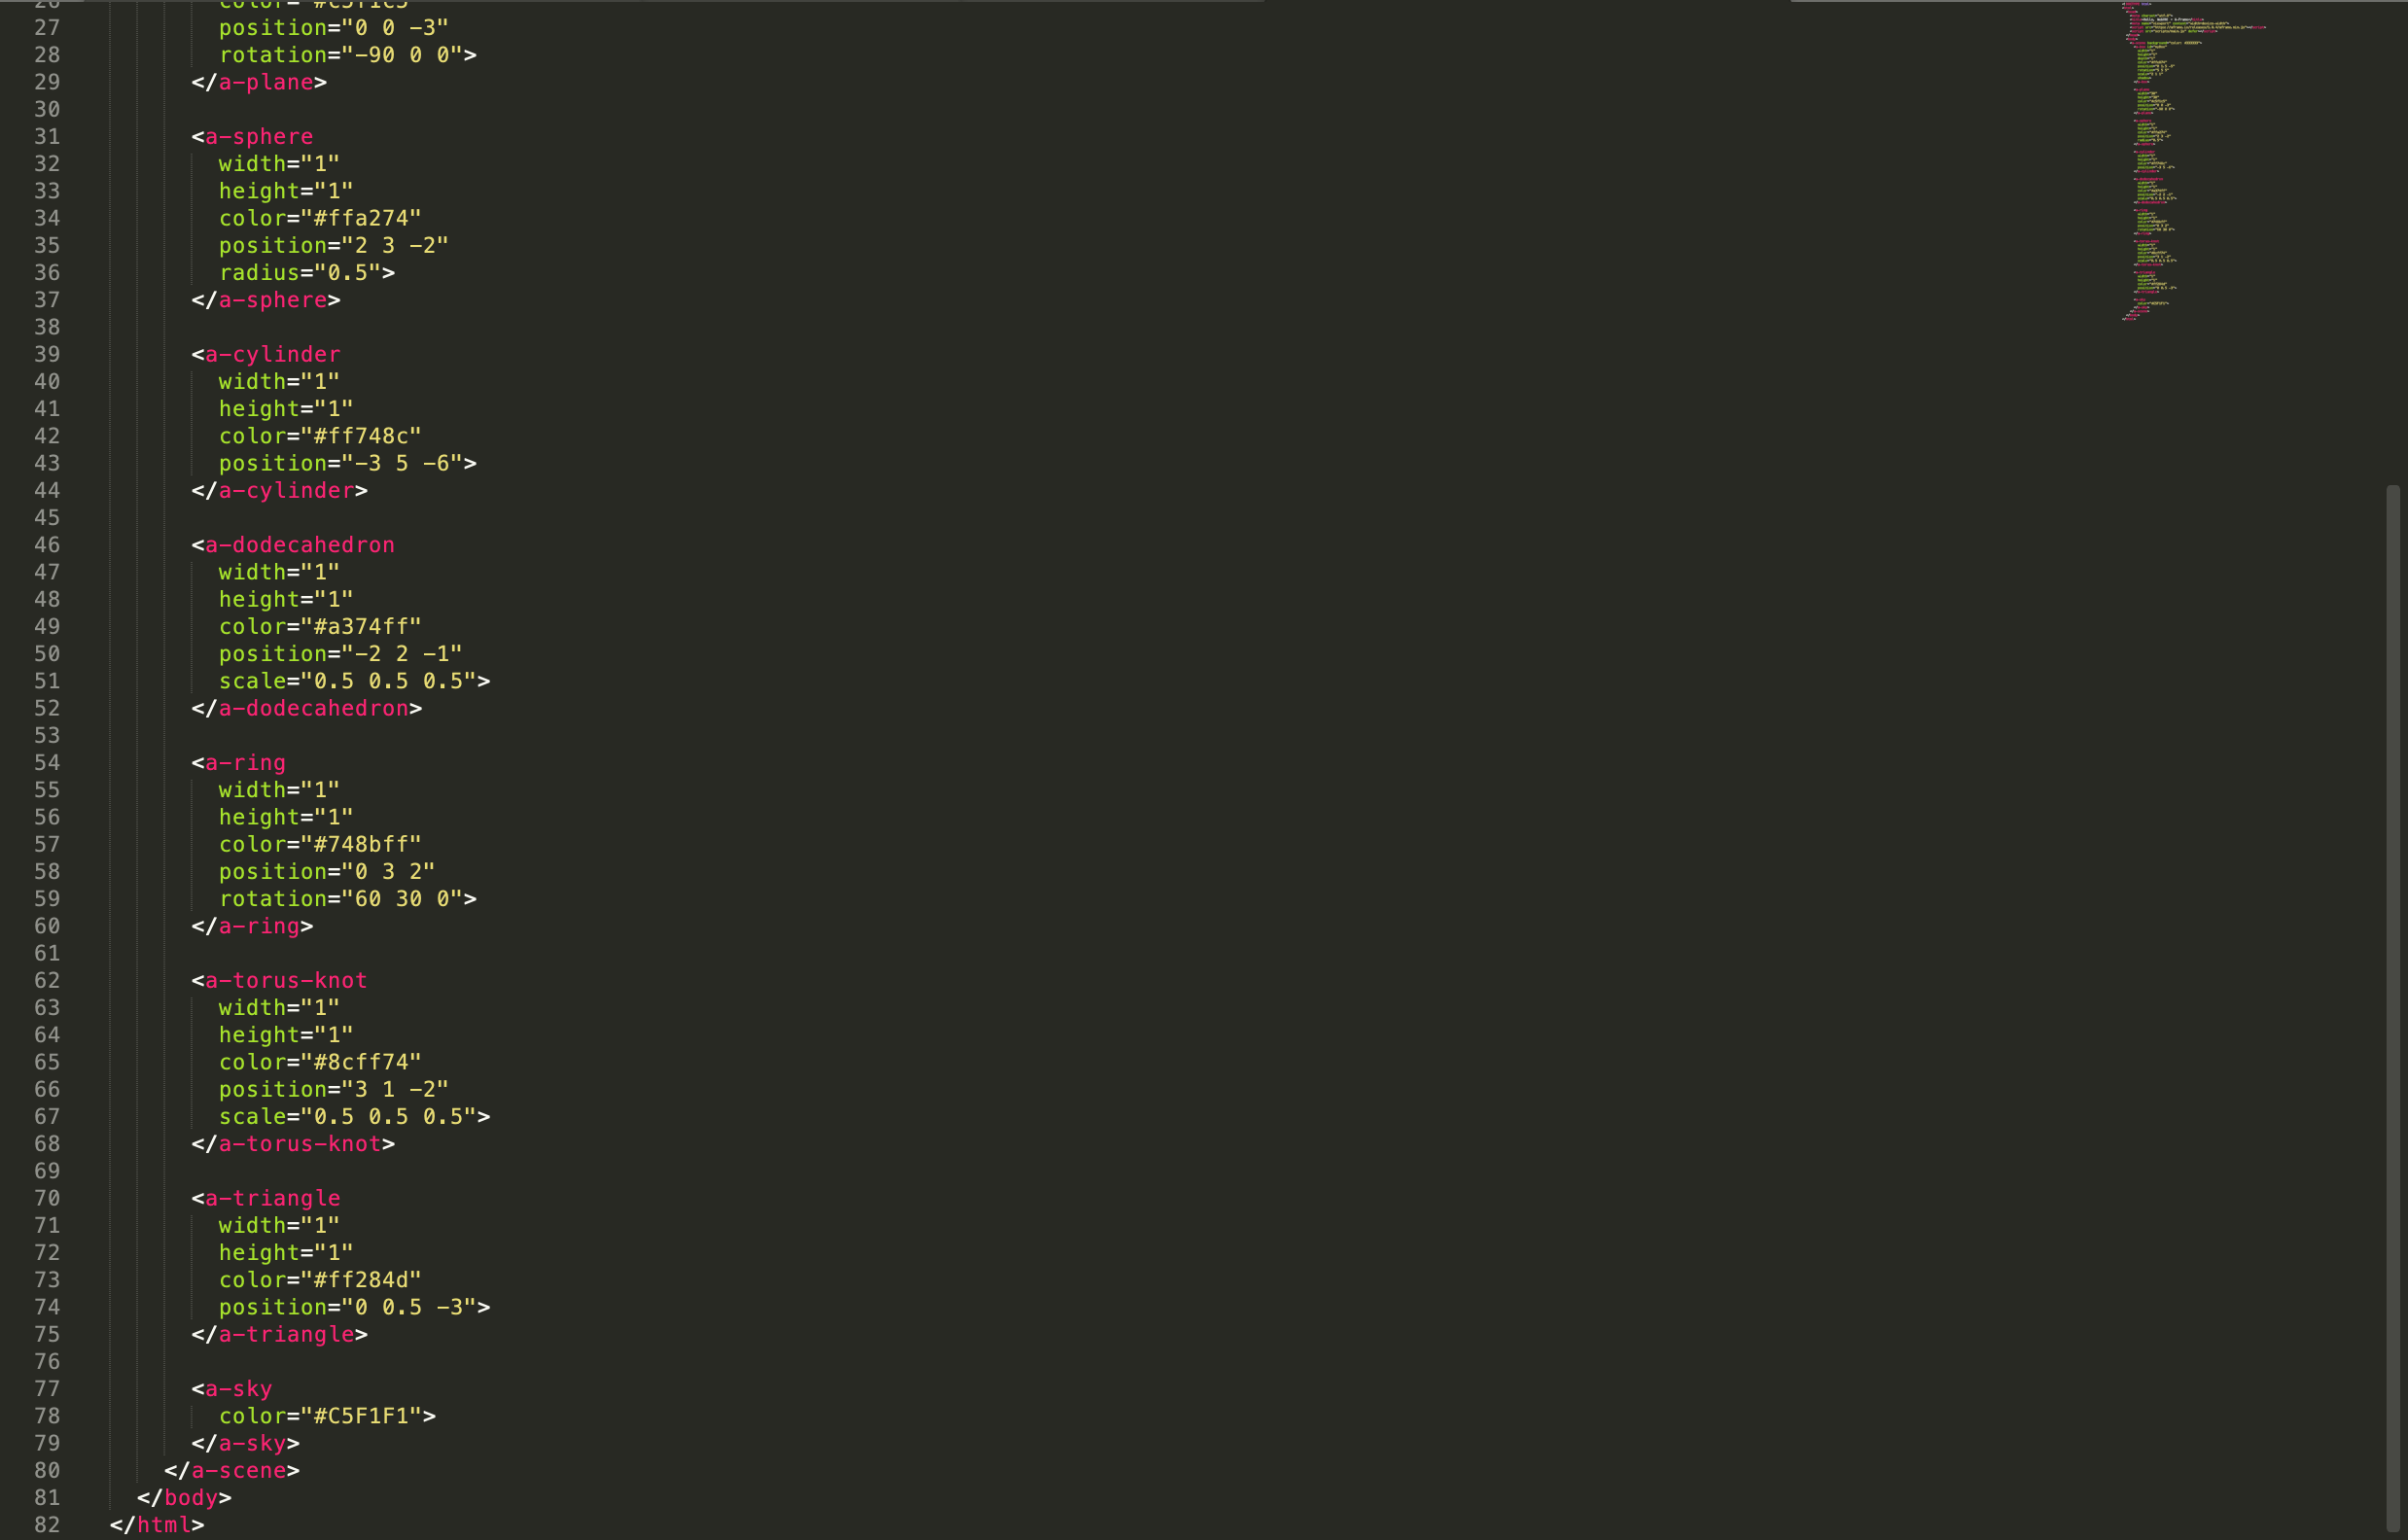 27 position="0 0 -3"
28 rotation="-90 0 0">
29 </a-plane>
30
31 <a-sphere
32 width="1"
33 height="1"
34 color="#ffa274"
35 position="2 3 -2"
36 radius="0.5">
37 </a-sphere>
38
39 <a-cylinder
40 width="1"
41 height="1"
42 color="#ff748c"
43 position="-3 5 -6">
44 </a-cylinder>
45
46 <a-dodecahedron
47 width="1"
48 height="1"
49 color="#a374ff"
50 position="-2 2 -1"
51 scale="0.5 0.5 0.5">
52 </a-dodecahedron>
53
54 <a-ring
55 width="1"
56 height="1"
57 color="#748bff"
58 position="0 3 2"
59 rotation="60 30 0">
60 </a-ring>
61
62 <a-torus-knot
63 width="1"
64 height="1"
65 color="#8cff74"
66 position="3 1 -2"
67 scale="0.5 0.5 0.5">
68 </a-torus-knot>
69
70 <a-triangle
71 width="1"
72 height="1"
73 color="#ff284d"
74 position="0 0.5 -3">
75 </a-triangle>
76
77 <a-sky
78 color="#C5F1F1">
79 </a-sky>
80 </a-scene>
81 </body>
82 </html>